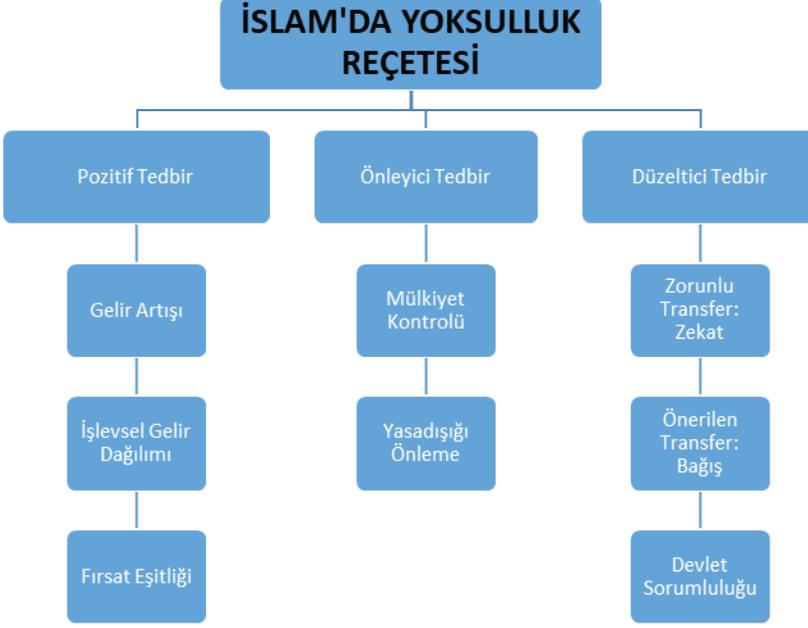 İSLAM'DA YOKSULLUK
REÇETESİ
Pozitif Tedbir
Önleyici Tedbir
Düzeltici Tedbir
Gelir Artışı
Mülkiyet
Kontrolü
Zorunlu
Transfer:
Zekat
İşlevsel Gelir
Dağılımı
Yasadışığı
Önleme
Önerilen
Transfer:
Bağış
Fırsat Eşitliği
Devlet
Sorumluluğu